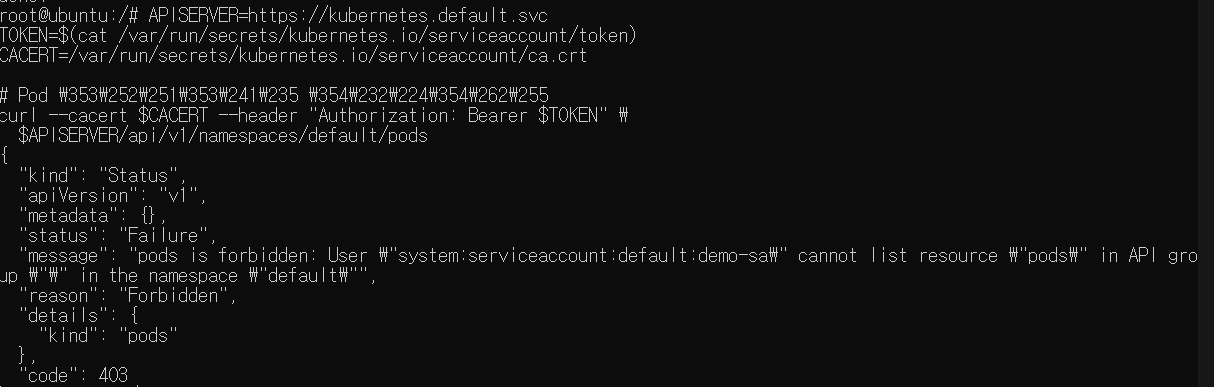 root@ubuntu:/# APISERVER=https://kubernetes.default.svc
TOKEN=$(cat /var/run/secrets/kubernetes.io/serviceaccount/token)
CACERT=/var/run/secrets/kubernetes.io/serviceaccount/ca.crt
# Pod ₩353₩252₩251₩353₩241₩235 ₩354₩232₩224₩354₩262₩255
curl --cacert $CACERT --header "Authorization: Bearer $TOKEN" ₩
  $APISERVER/api/v1/namespaces/default/pods
{
  "kind": "Status",
  "apiVersion": "v1",
  "metadata": {},
  "status": "Failure",
  "message": "pods is forbidden: User ₩"system:serviceaccount:default:demo-sa₩" cannot list resource ₩"pods₩" in API gro
up ₩"₩" in the namespace ₩"default₩"",
  "reason": "Forbidden",
  "details": {
    "kind": "pods"
  },
  "code": 403